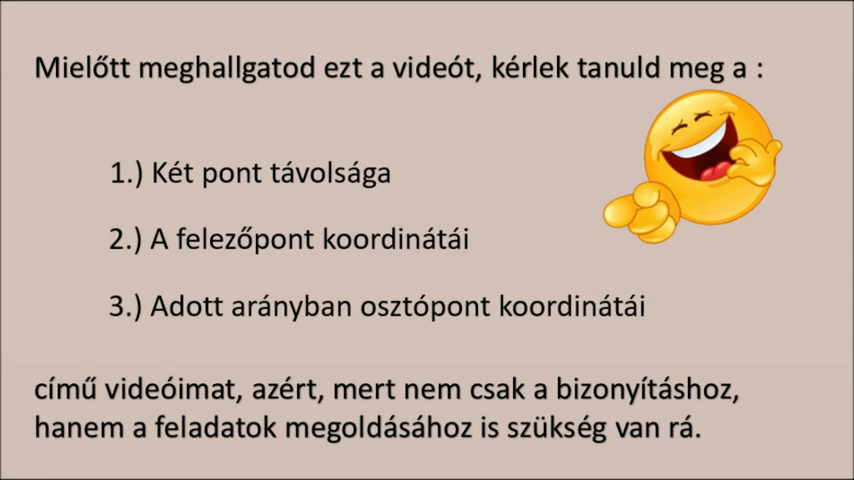 Mielőtt meghallgatod ezt a videót, kérlek tanuld meg a :
1.) Két pont távolsága
2.) A felezőpont koordinátái
3.) Adott arányban osztópont koordinátái
című videóimat, azért, mert nem csak a bizonyításhoz,
hanem a feladatok megoldásához is szükség van rá.